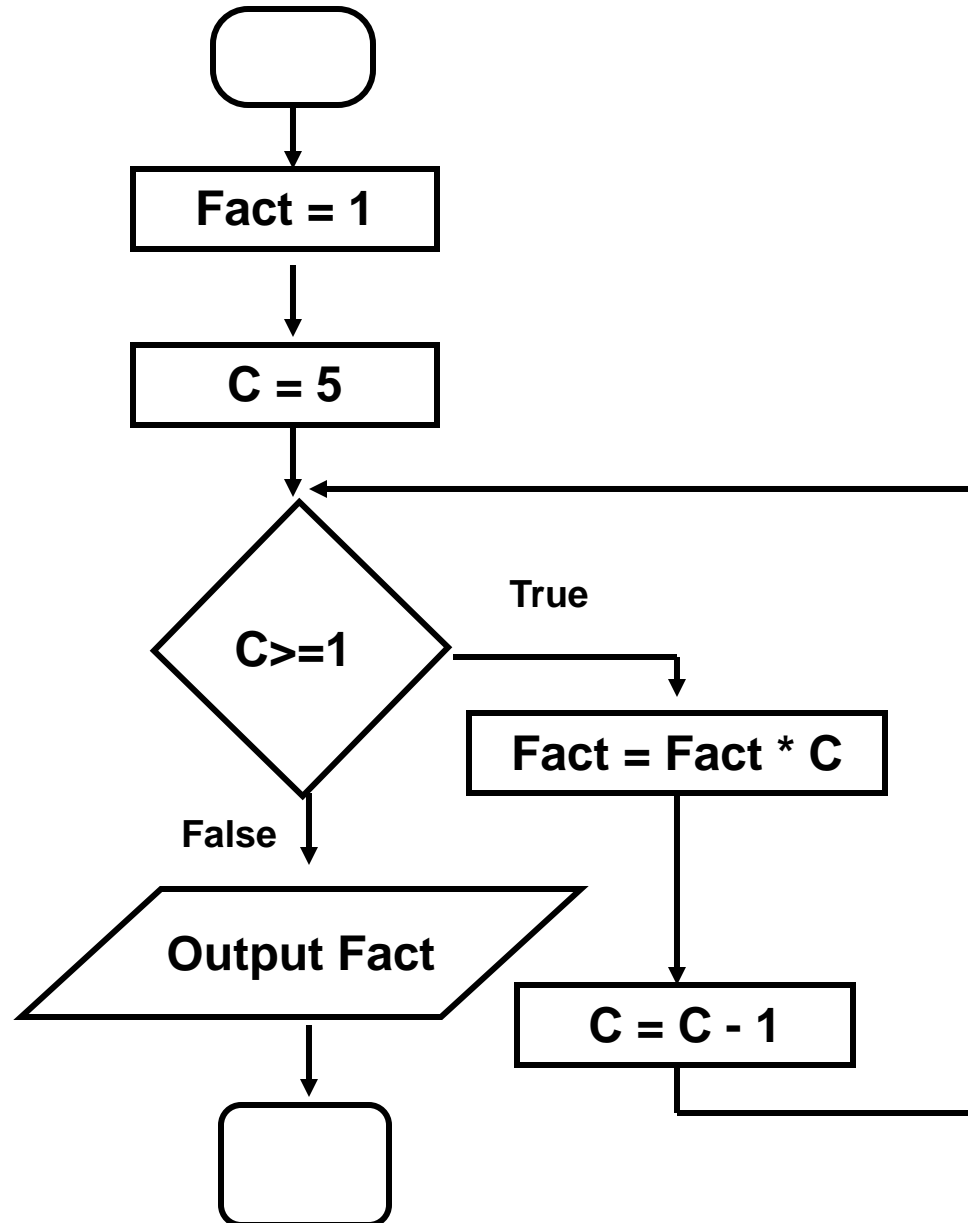 Fact = 1
C = 5
C>=1
True
Fact = Fact * C
False
Output Fact
C = C - 1